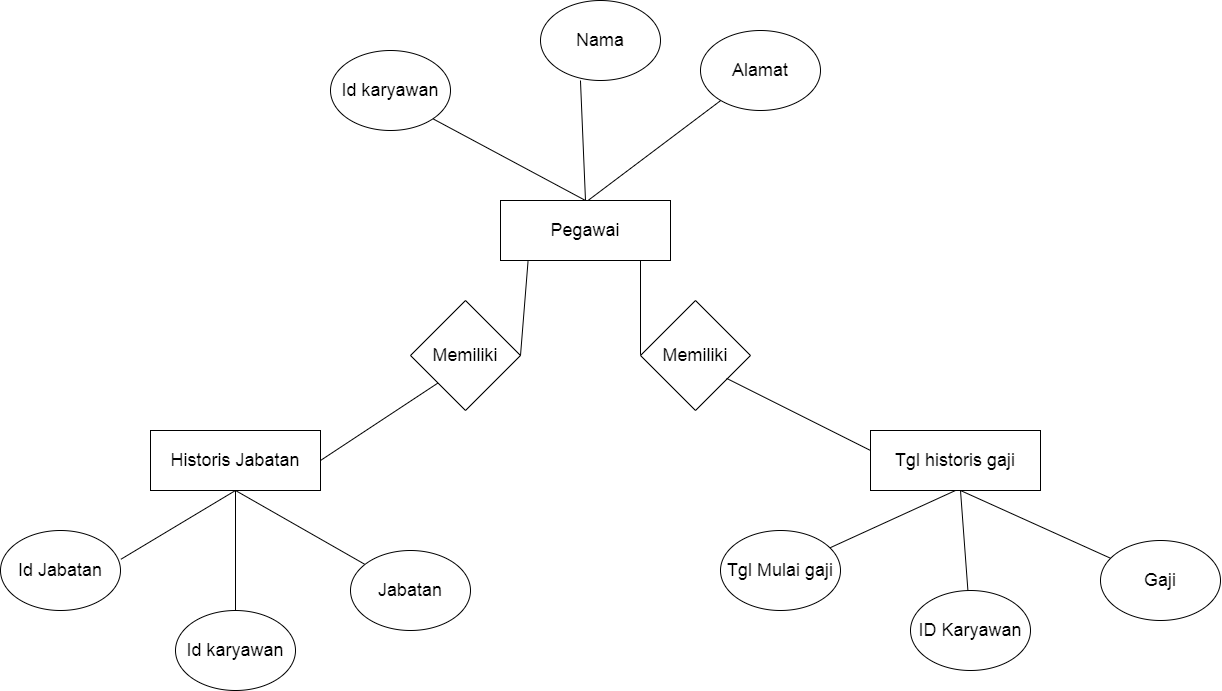 Nama
Alamat
Id karyawan
Pegawai
Memiliki
Memiliki
Historis Jabatan
Tgl historis gaji
Id Jabatan
Tgl Mulai gaji
Gaji
Jabatan
ID Karyawan
Id karyawan